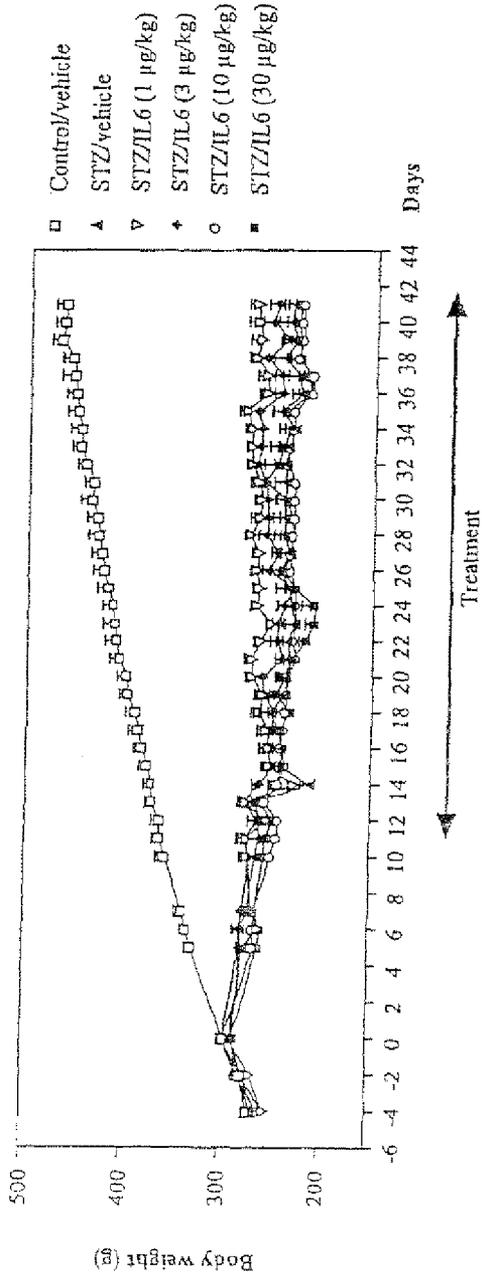 □ Control/vehicle
▲ STZ/vehicle
▽ STZ/IL6 (1 µg/kg)
✦ STZ/IL6 (3 µg/kg)
○ STZ/IL6 (10 µg/kg)
■ STZ/IL6 (30 µg/kg)
Body weight (g)
500
400
300
200
-6 -4 -2 0 2 4 6 8 10 12 14 16 18 20 22 24 26 28 30 32 34 36 38 40 42 44
Days
Treatment